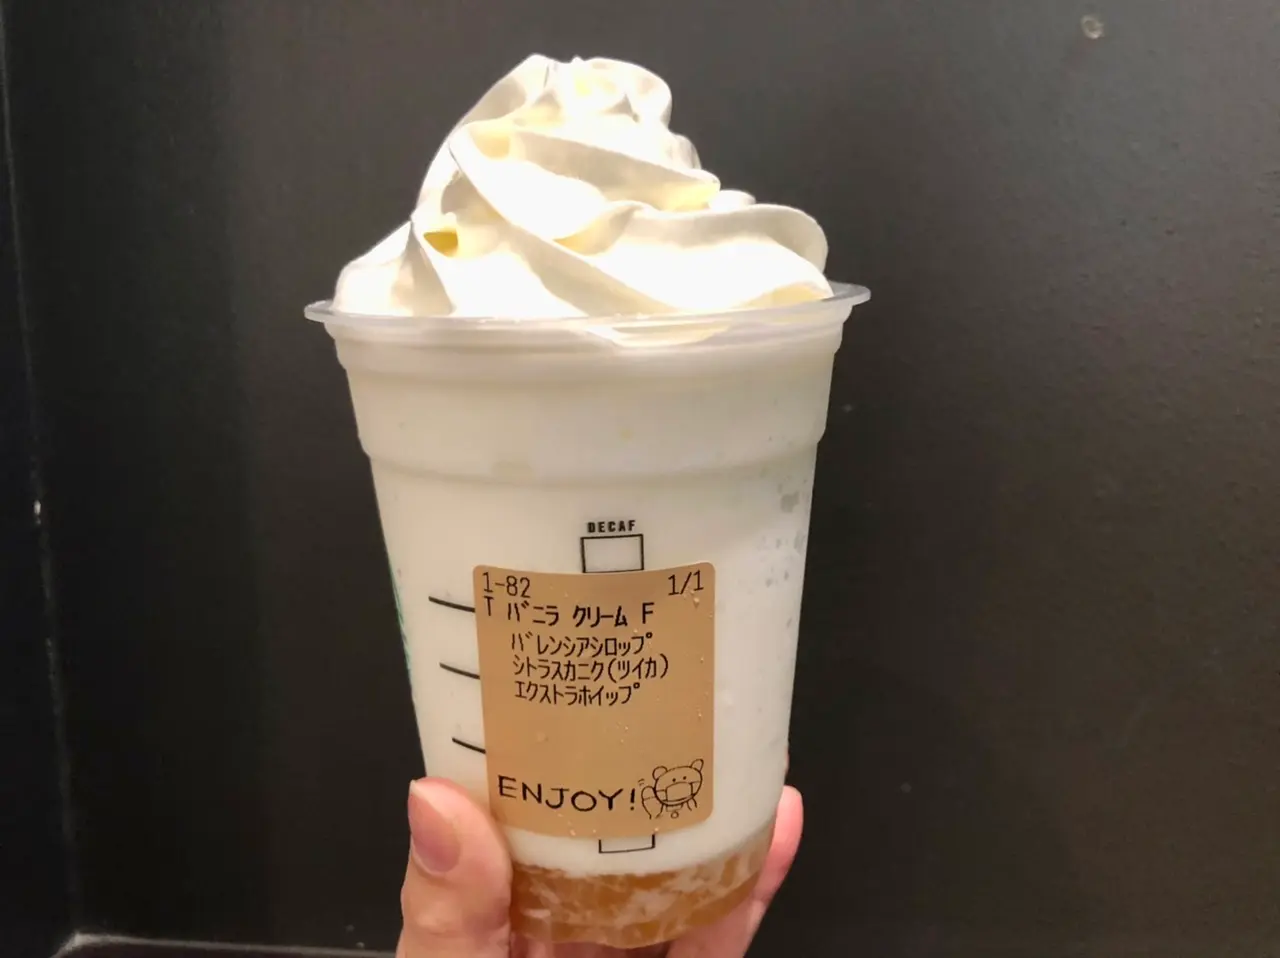 DECAF
1-82 1/1
T バニラ クリーム F
バレンシアシロップ
シトラスカニク(ツイカ)
エクストラホイップ
ENJOY!